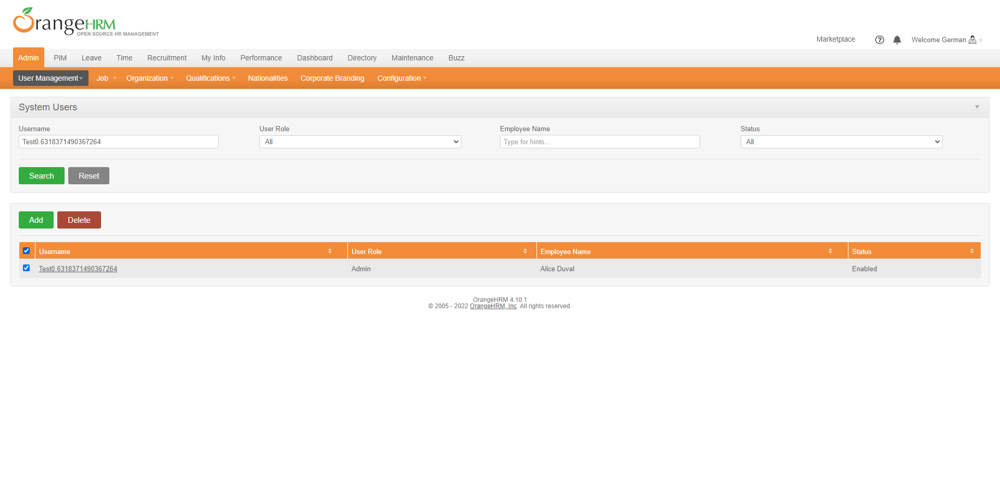 OrangeHRM
OPEN SOURCE HR MANAGEMENT
Marketplace ? Welcome German
Admin PIM Leave Time Recruitment My Info Performance Dashboard Directory Maintenance Buzz
User Management Job Organization Qualifications Nationalities Corporate Branding Configuration
System Users
Username User Role Employee Name Status
Test0.6318371490367264 All Type for hints... All
Search Reset
Add Delete
Username User Role Employee Name Status
Test0.6318371490367264 Admin Alice Duval Enabled
OrangeHRM 4.10.1
© 2005 - 2022 OrangeHRM, Inc. All rights reserved.